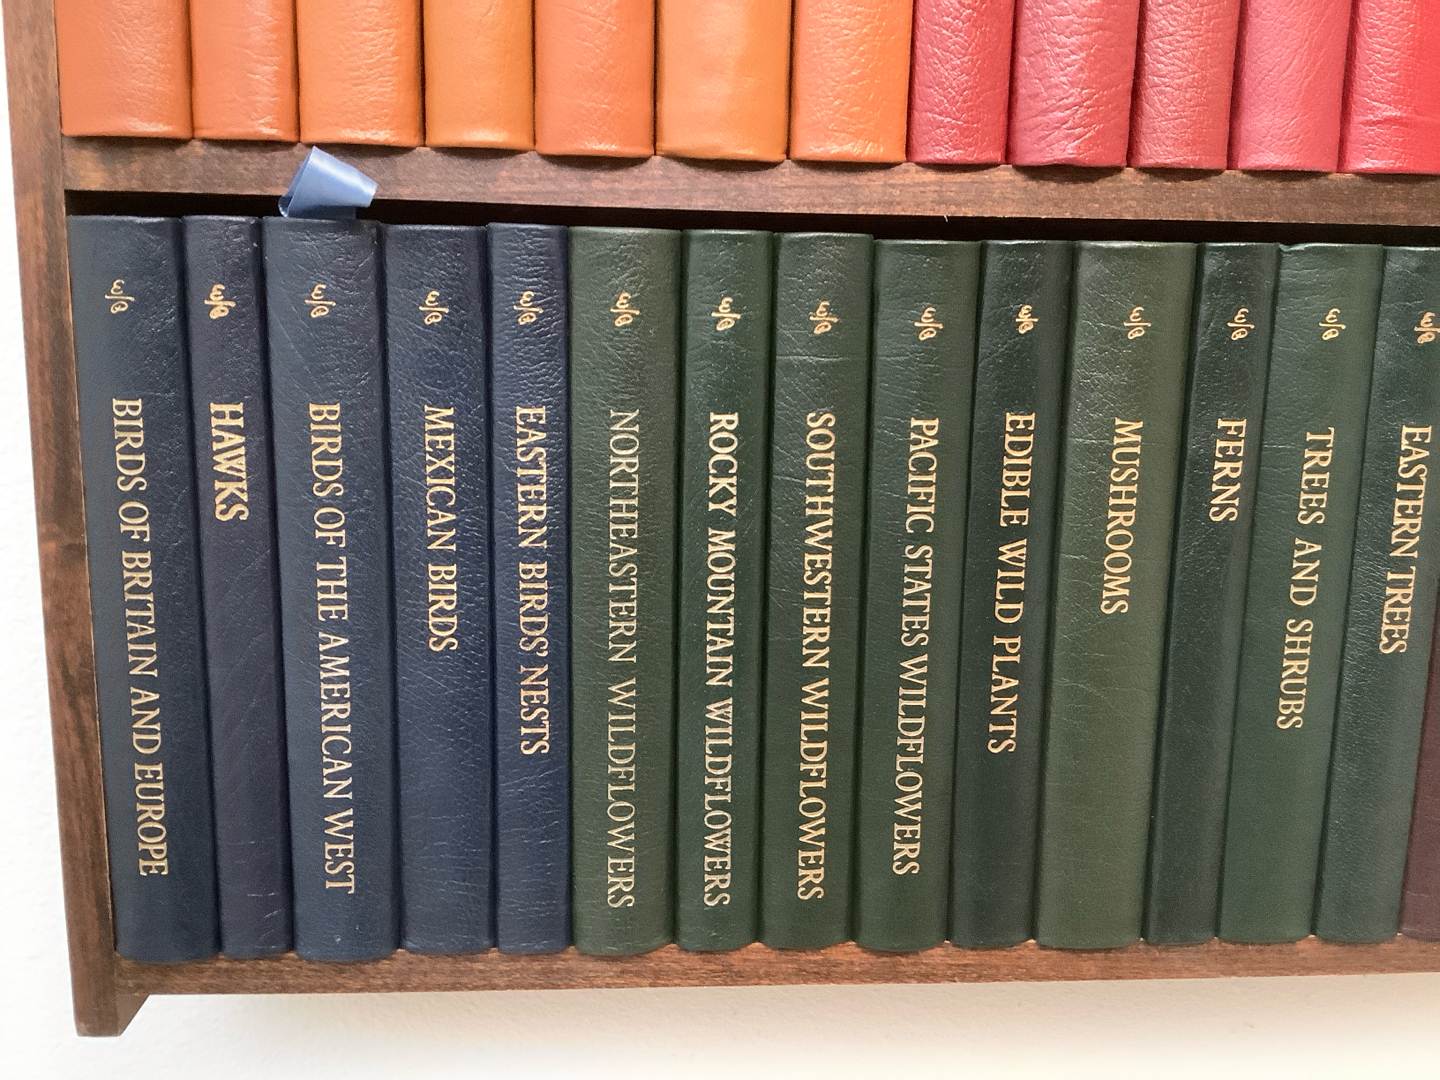 BIRDS OF BRITAIN AND EUROPE
HAWKS
BIRDS OF THE AMERICAN WEST
MEXICAN BIRDS
EASTERN BIRDS' NESTS
NORTHEASTERN WILDFLOWERS
ROCKY MOUNTAIN WILDFLOWERS
SOUTHWESTERN WILDFLOWERS
PACIFIC STATES WILDFLOWERS
EDIBLE WILD PLANTS
MUSHROOMS
FERNS
TREES AND SHRUBS
EASTERN TREES